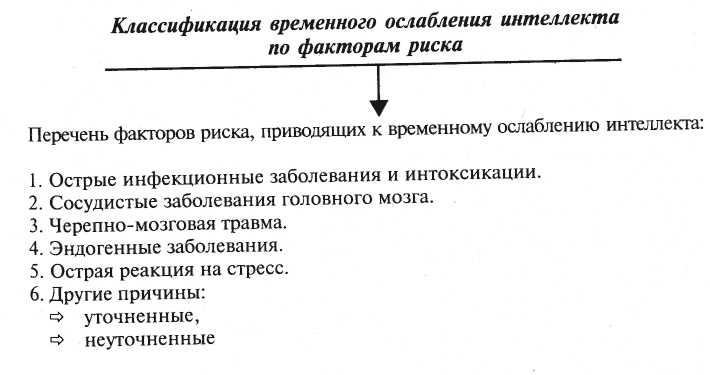 Классификация временного ослабления интеллекта
по факторам риска
Перечень факторов риска, приводящих к временному ослаблению интеллекта:
1. Острые инфекционные заболевания и интоксикации.
2. Сосудистые заболевания головного мозга.
3. Черепно-мозговая травма.
4. Эндогенные заболевания.
5. Острая реакция на стресс.
6. Другие причины:
⇨ уточненные,
⇨ неуточненные